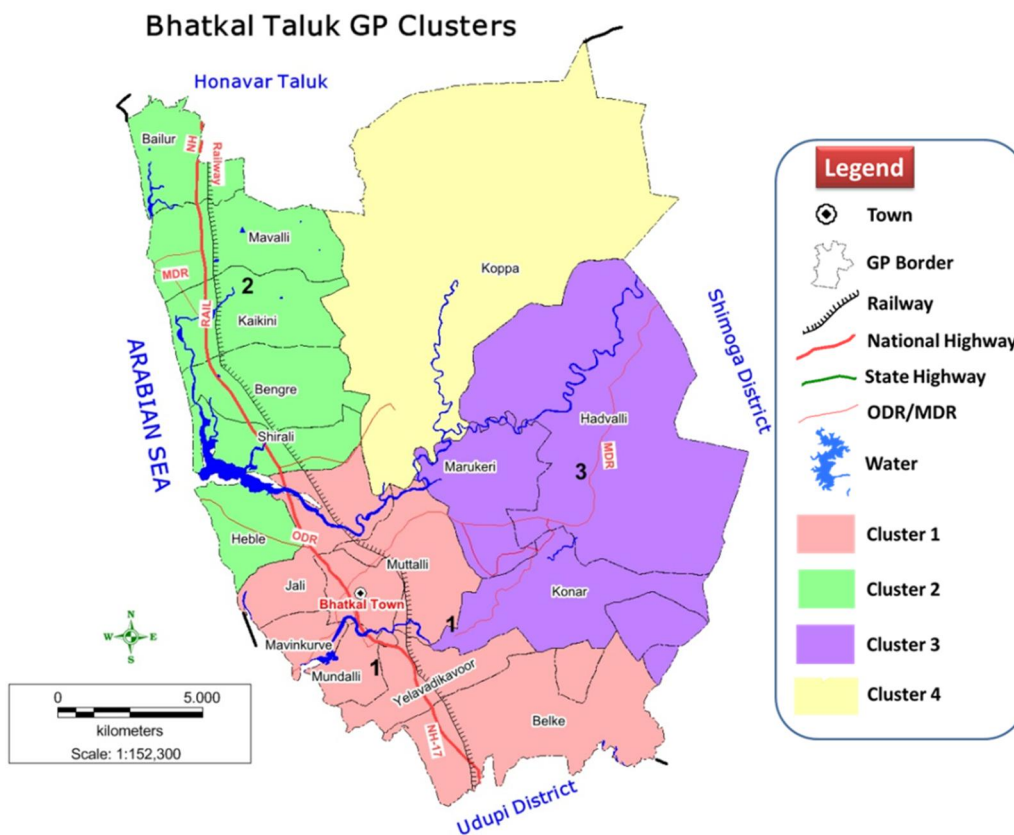 Bhatkal Taluk GP Clusters
Honavar Taluk
Bailur
NH
Railway
Mavalli
MDR
2
RAIL
Kaikini
Koppa
ARABIAN SEA
Shimoga District
Bengre
Shirali
Hadvalli
Marukeri
MDR
3
Heble
ODR
Muttalli
Jali
Konar
Bhatkal Town
1
Mavinkurve
1
Mundalli
Yelavadikavoor
Belke
NH-17
Udupi District
N
W E
S
0 5.000
kilometers
Scale: 1:152,300
Legend
Town
GP Border
Railway
National Highway
State Highway
ODR/MDR
Water
Cluster 1
Cluster 2
Cluster 3
Cluster 4